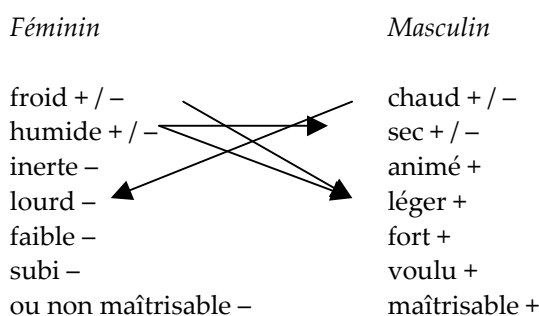 Féminin Masculin
froid + / – chaud + / –
humide + / – sec + / –
inerte – animé +
lourd – léger +
faible – fort +
subi – voulu +
ou non maîtrisable – maîtrisable +